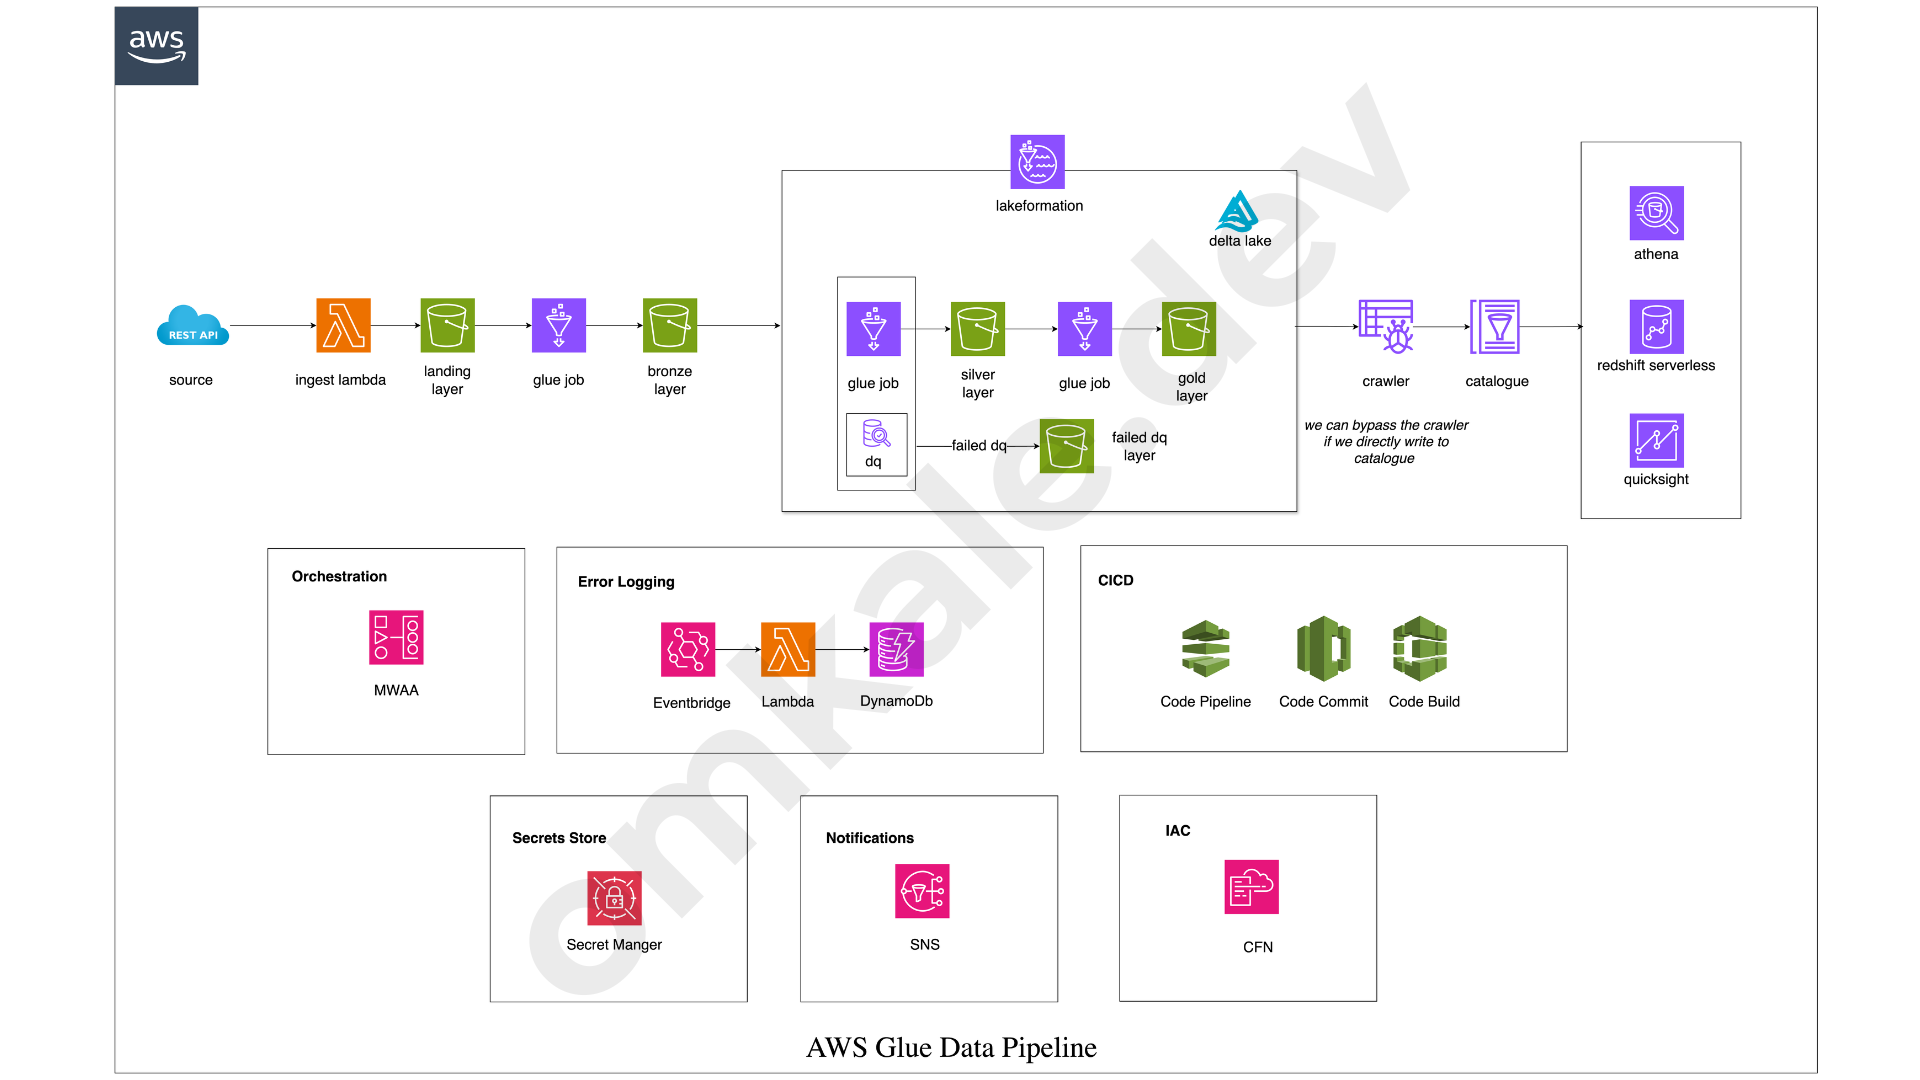 aws
lakeformation
delta lake
REST API
source
ingest lambda
landing
layer
glue job
bronze
layer
glue job
silver
layer
glue job
gold
layer
dq
failed dq
failed dq
layer
crawler
catalogue
we can bypass the crawler
if we directly write to
catalogue
athena
redshift serverless
quicksight
Orchestration
MWAA
Error Logging
Eventbridge
Lambda
DynamoDb
CICD
Code Pipeline
Code Commit
Code Build
Secrets Store
Secret Manger
Notifications
SNS
IAC
CFN
AWS Glue Data Pipeline
omkale.dev